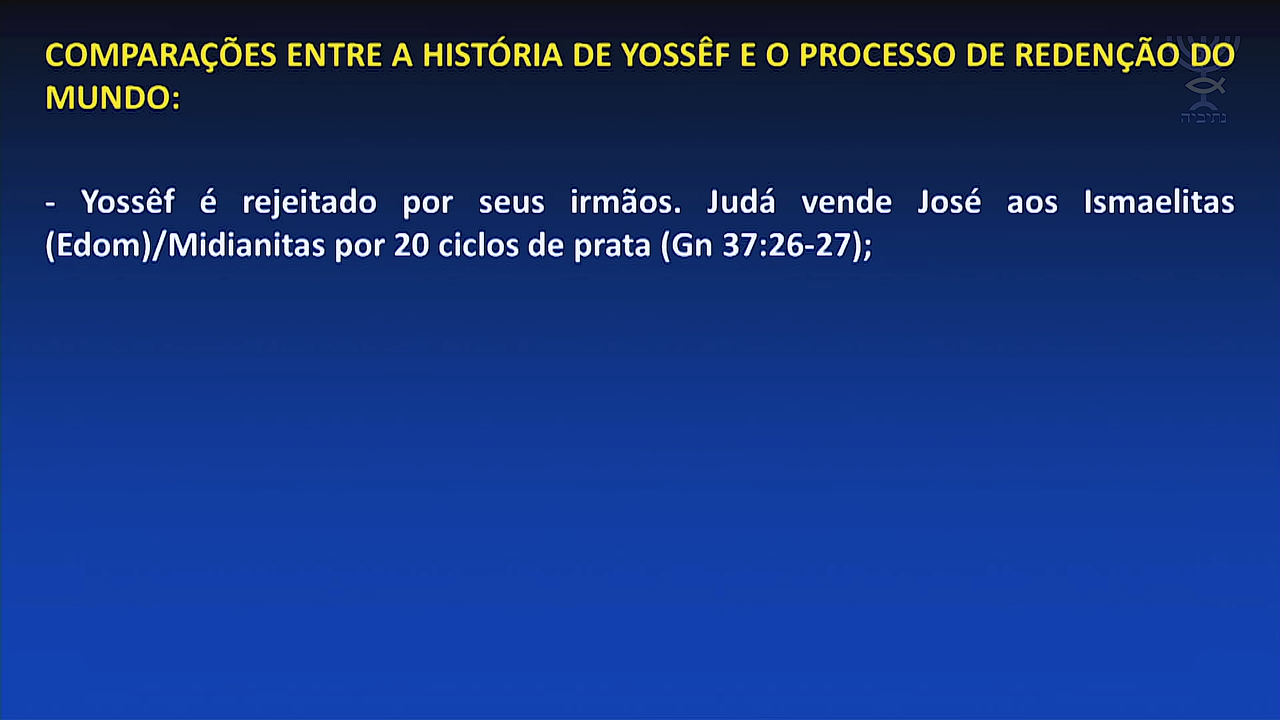 COMPARAÇÕES ENTRE A HISTÓRIA DE YOSSÊF E O PROCESSO DE REDENÇÃO DO
MUNDO:
נתיביה
- Yossêf é rejeitado por seus irmãos. Judá vende José aos Ismaelitas
(Edom)/Midianitas por 20 ciclos de prata (Gn 37:26-27);